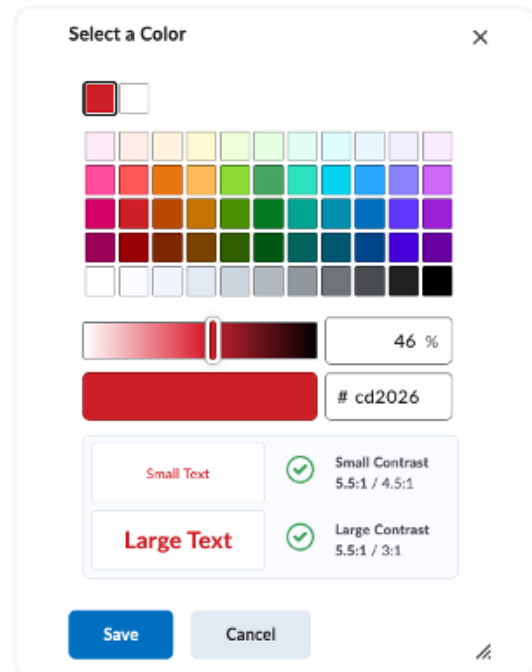 Select a Color
46 %
# cd2026
Small Text
Small Contrast
5.5:1 / 4.5:1
Large Text
Large Contrast
5.5:1 / 3:1
Save
Cancel